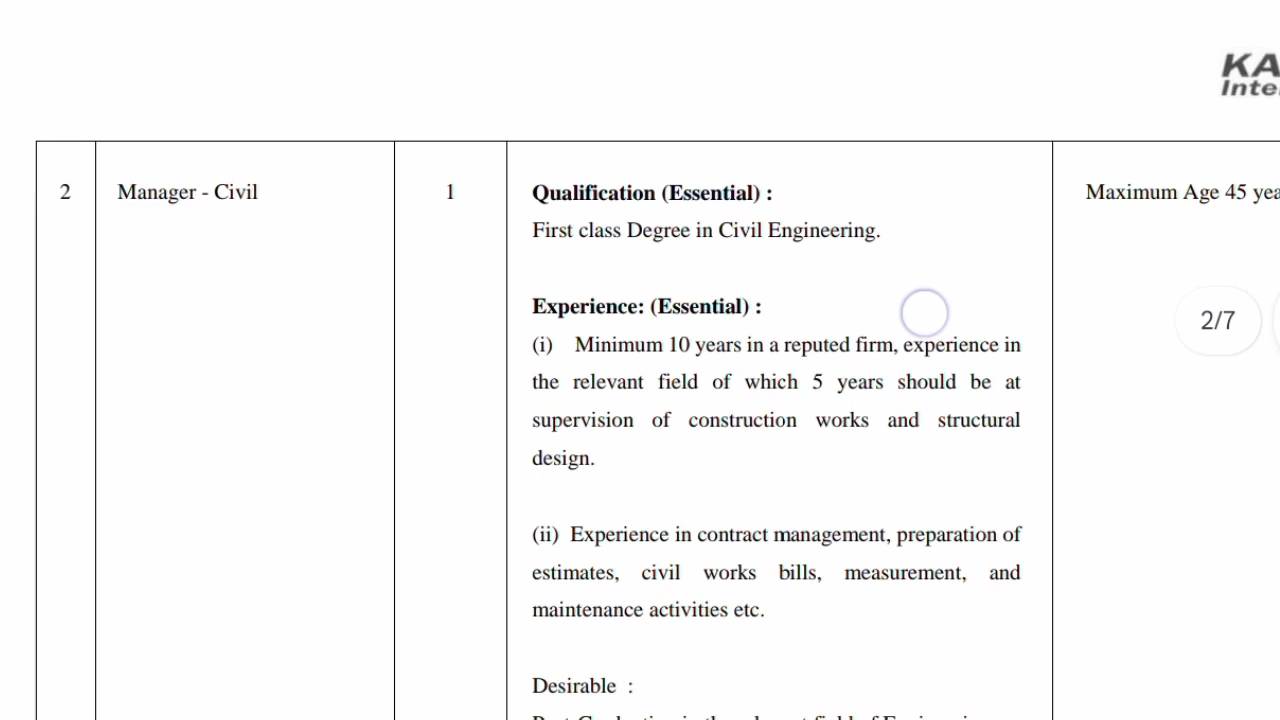 KA
Inte
2
Manager - Civil
1
Qualification (Essential) :
First class Degree in Civil Engineering.
Experience: (Essential) :
(i) Minimum 10 years in a reputed firm, experience in
the relevant field of which 5 years should be at
supervision of construction works and structural
design.
(ii) Experience in contract management, preparation of
estimates, civil works bills, measurement, and
maintenance activities etc.
Desirable :
Maximum Age 45 yea
2/7